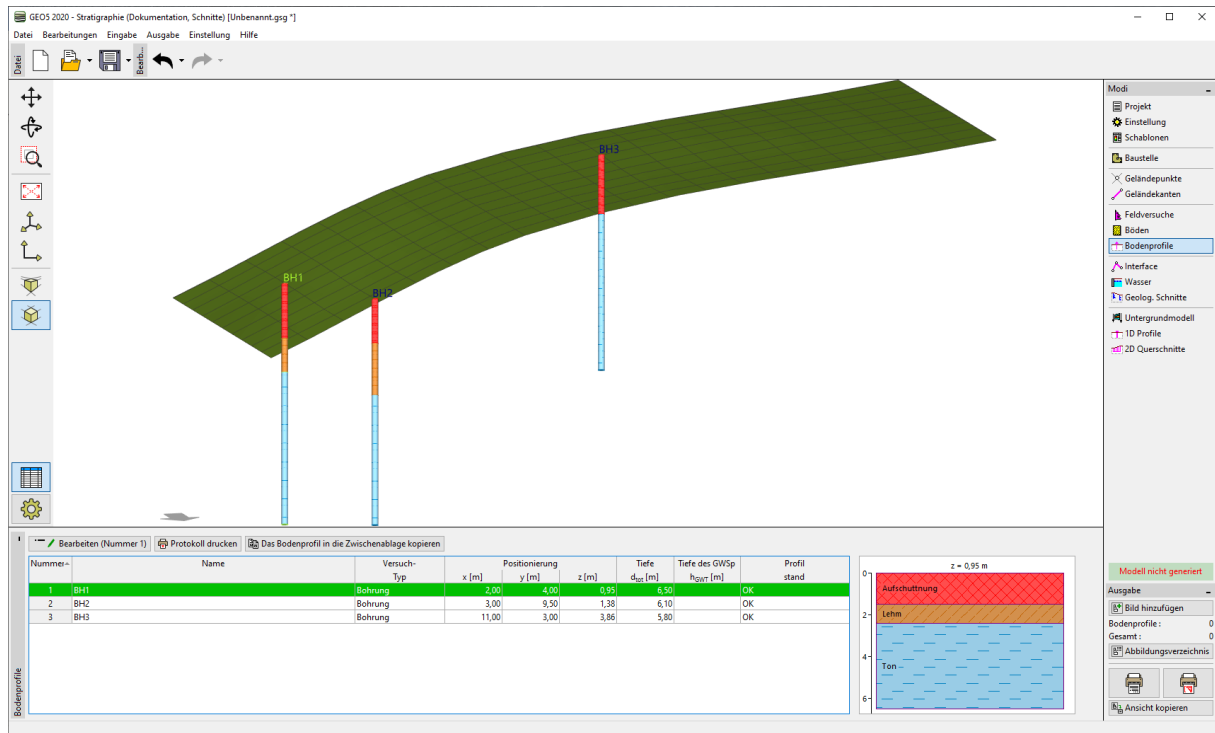 GEO5 2020 - Stratigraphie (Dokumentation, Schnitte) [Unbenannt.gsg *]
Datei Bearbeitungen Eingabe Ausgabe Einstellung Hilfe
Datei
Bearb...
BH3
BH1
BH2
Modi
Projekt
Einstellung
Schablonen
Baustelle
Geländepunkte
Geländekanten
Feldversuche
Böden
Bodenprofile
Interface
Wasser
Geolog. Schnitte
Untergrundmodell
1D Profile
2D Querschnitte
Bodenprofile
Bearbeiten (Nummer 1) Protokoll drucken Das Bodenprofil in die Zwischenablage kopieren
Nummer Name Versuch- Positionierung Tiefe Tiefe des GWSp Profil
Typ x [m] y [m] z [m] dtot [m] hGWT [m] stand
1 BH1 Bohrung 2,00 4,00 0,95 6,50 OK
2 BH2 Bohrung 3,00 9,50 1,38 6,10 OK
3 BH3 Bohrung 11,00 3,00 3,86 5,80 OK
z = 0,95 m
0
Aufschuttnung
2
Lehm
4
Ton
6
Modell nicht generiert
Ausgabe
Bild hinzufügen
Bodenprofile : 0
Gesamt : 0
Abbildungsverzeichnis
Ansicht kopieren